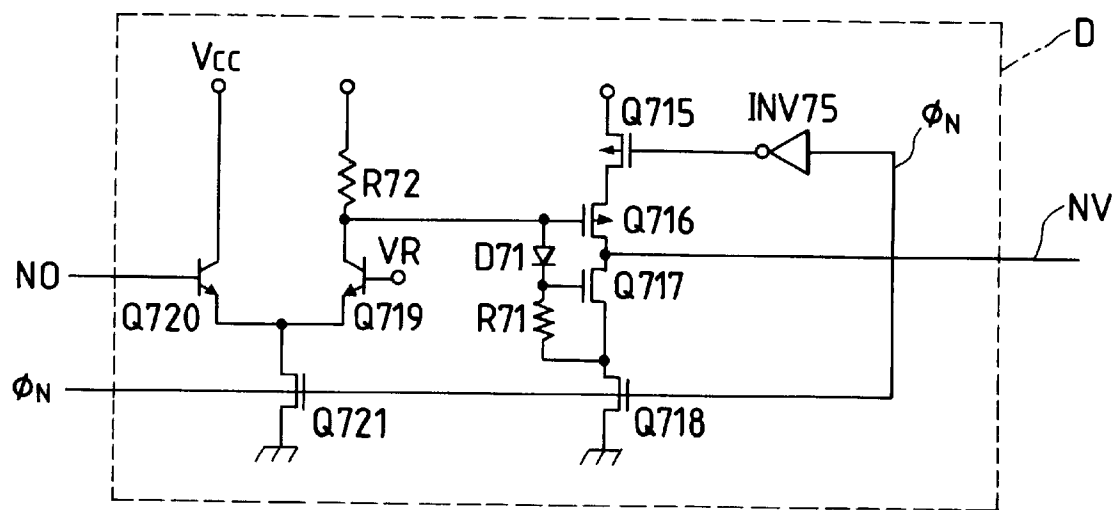 D
VCC
Q715
INV75
φN
R72
Q716
NV
D71
VR
NO
Q717
Q720
Q719
R71
φN
Q721
Q718